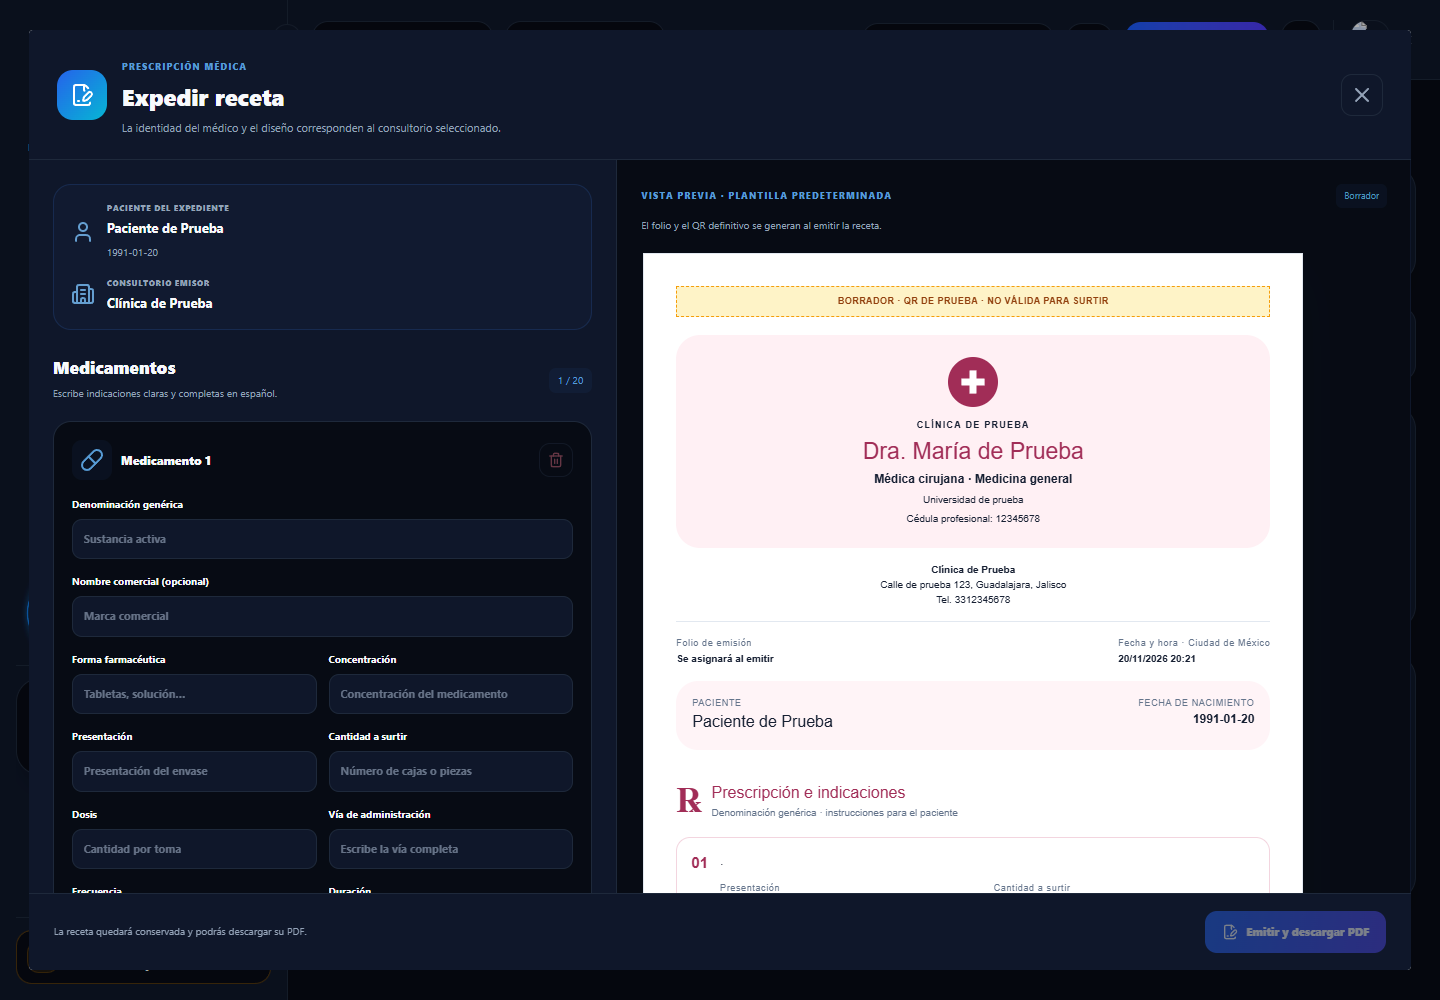 PRESCRIPCIÓN MÉDICA
Expedir receta
La identidad del médico y el diseño corresponden al consultorio seleccionado.
PACIENTE DEL EXPEDIENTE
Paciente de Prueba
1991-01-20
CONSULTORIO EMISOR
Clínica de Prueba
Medicamentos
Escribe indicaciones claras y completas en español.
1 / 20
Medicamento 1
Denominación genérica
Sustancia activa
Nombre comercial (opcional)
Marca comercial
Forma farmacéutica
Concentración
Tabletas, solución...
Concentración del medicamento
Presentación
Cantidad a surtir
Presentación del envase
Número de cajas o piezas
Dosis
Vía de administración
Cantidad por toma
Escribe la vía completa
Frecuencia
Duración
VISTA PREVIA · PLANTILLA PREDETERMINADA
Borrador
El folio y el QR definitivo se generan al emitir la receta.
BORRADOR · QR DE PRUEBA · NO VÁLIDA PARA SURTIR
CLÍNICA DE PRUEBA
Dra. María de Prueba
Médica cirujana · Medicina general
Universidad de prueba
Cédula profesional: 12345678
Clínica de Prueba
Calle de prueba 123, Guadalajara, Jalisco
Tel. 3312345678
Folio de emisión
Fecha y hora · Ciudad de México
Se asignará al emitir
20/11/2026 20:21
PACIENTE
FECHA DE NACIMIENTO
Paciente de Prueba
1991-01-20
℞ Prescripción e indicaciones
Denominación genérica · instrucciones para el paciente
01 ·
Presentación
Cantidad a surtir
La receta quedará conservada y podrás descargar su PDF.
Emitir y descargar PDF